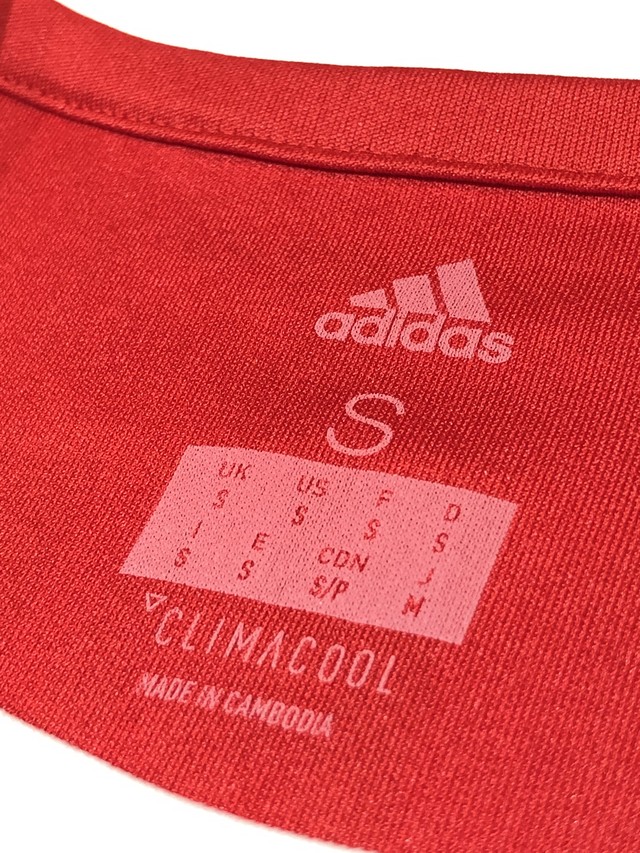 adidas
S
UK US F D
S S S S
I E CDN J
S S S/P M
CLIMACOOL
MADE IN CAMBODIA